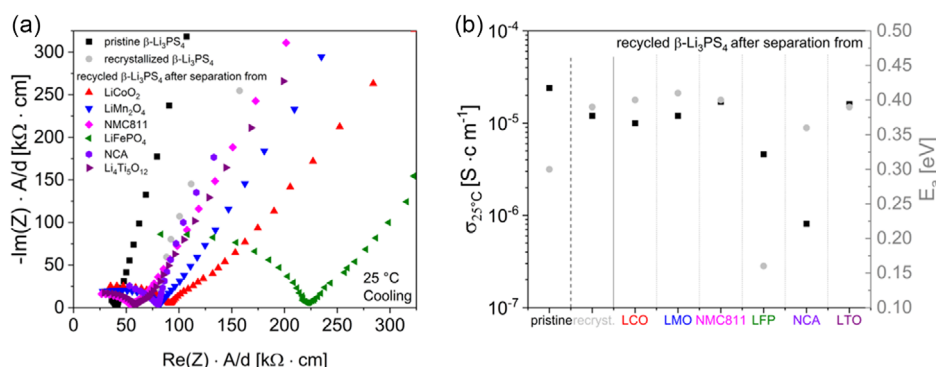 (a)
300
250
200
150
100
50
0
-Im(Z) · A/d [kΩ · cm]
pristine β-Li₃PS₄
recrystallized β-Li₃PS₄
recycled β-Li₃PS₄ after separation from
LiCoO₂
LiMn₂O₄
NMC811
LiFePO₄
NCA
Li₄Ti₅O₁₂
25 °C
Cooling
0 50 100 150 200 250 300
Re(Z) · A/d [kΩ · cm]
(b)
recycled β-Li₃PS₄ after separation from
10⁻⁴
10⁻⁵
10⁻⁶
10⁻⁷
σ₂₅°C [S · c m⁻¹]
0.50
0.45
0.40
0.35
0.30
0.25
0.20
0.15
0.10
Eₐ [eV]
pristine recryst. LCO LMO NMC811 LFP NCA LTO